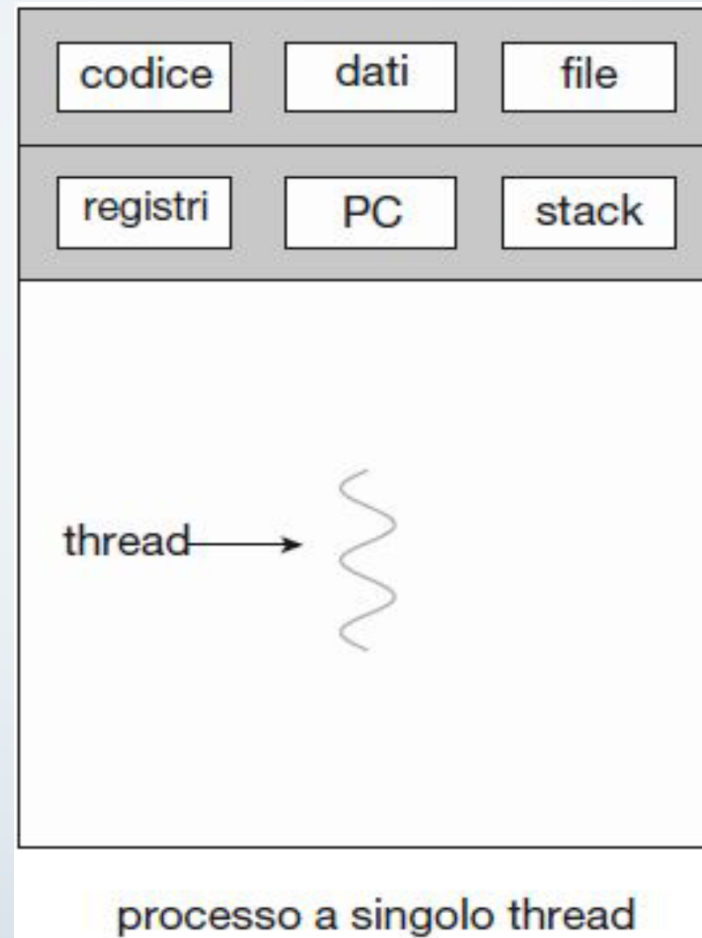 codice dati file
registri PC stack
thread
processo a singolo thread